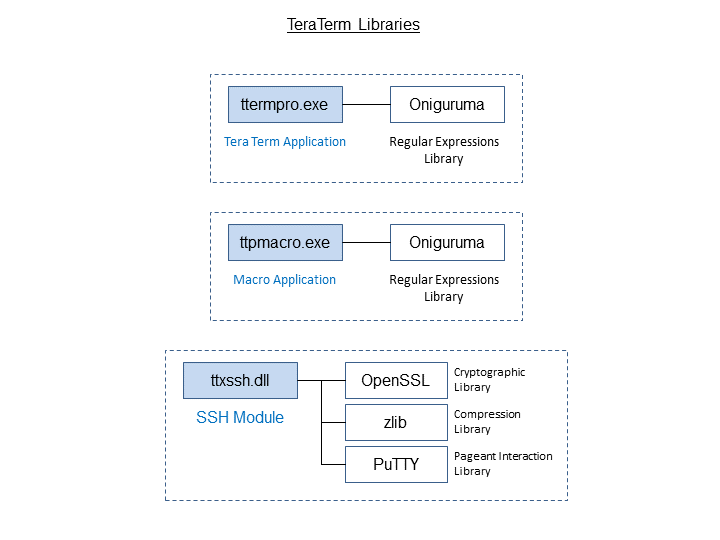 TeraTerm Libraries
ttermpro.exe
Oniguruma
Tera Term Application
Regular Expressions
Library
ttpmacro.exe
Oniguruma
Macro Application
Regular Expressions
Library
ttxssh.dll
OpenSSL
Cryptographic
Library
SSH Module
zlib
Compression
Library
PuTTY
Pageant Interaction
Library